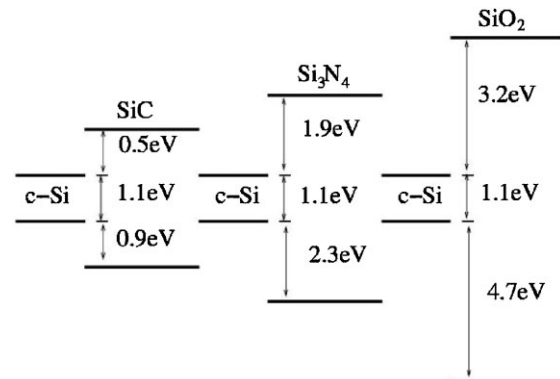 SiO₂
Si₃N₄
3.2eV
SiC
1.9eV
0.5eV
c–Si
1.1eV
c–Si
1.1eV
c–Si
1.1eV
0.9eV
2.3eV
4.7eV